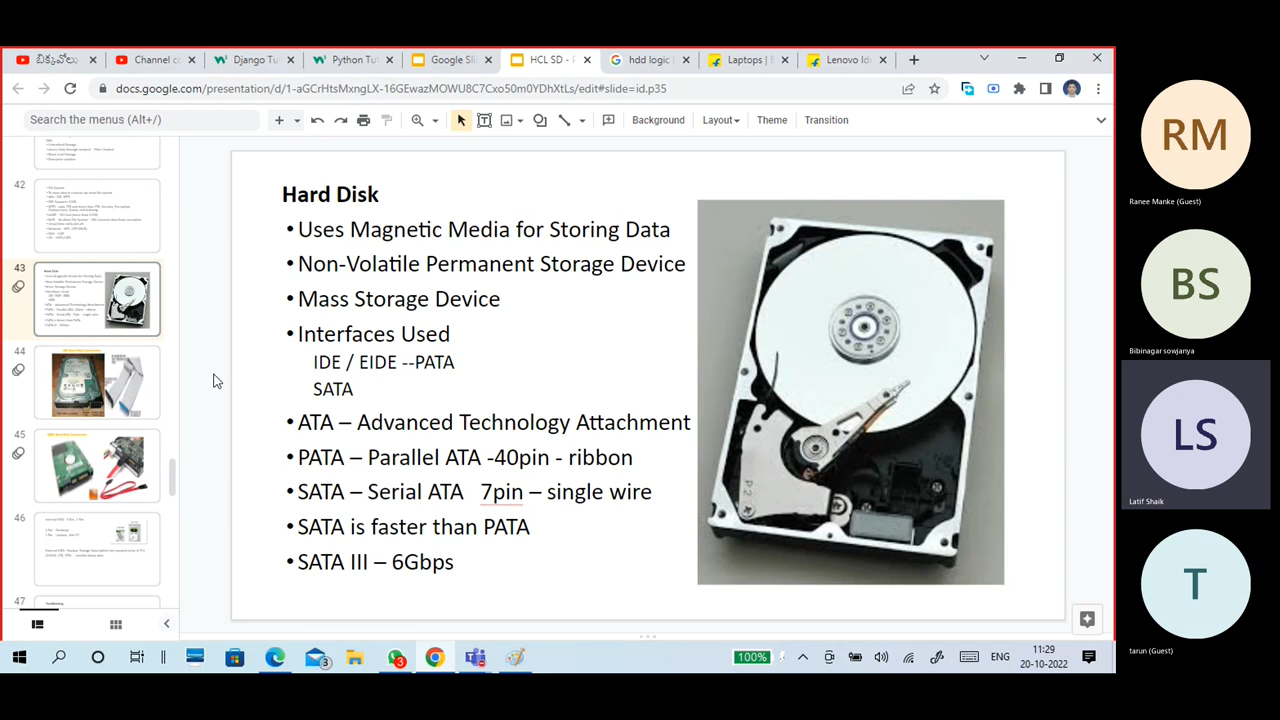 బిక్కవోలు
Channel co
Django Tu
Python Tu
Google Sli
HCL SD -
hdd logic
Laptops | B
Lenovo Id
docs.google.com/presentation/d/1-aGCrHtsMxngLX-16GEwazMOWU8C7Cxo50m0YDhXtLs/edit#slide=id.p35
Search the menus (Alt+/)
Background
Layout
Theme
Transition
42
43
44
45
46
47
Hard Disk
•Uses Magnetic Media for Storing Data
•Non-Volatile Permanent Storage Device
•Mass Storage Device
•Interfaces Used
IDE / EIDE --PATA
SATA
•ATA – Advanced Technology Attachment
•PATA – Parallel ATA -40pin - ribbon
•SATA – Serial ATA 7pin – single wire
•SATA is faster than PATA
•SATA III – 6Gbps
RM
Ranee Manke (Guest)
BS
Bibinagar sowjanya
LS
Latif Shaik
T
tarun (Guest)
3
3
100%
ENG
11:29
20-10-2022